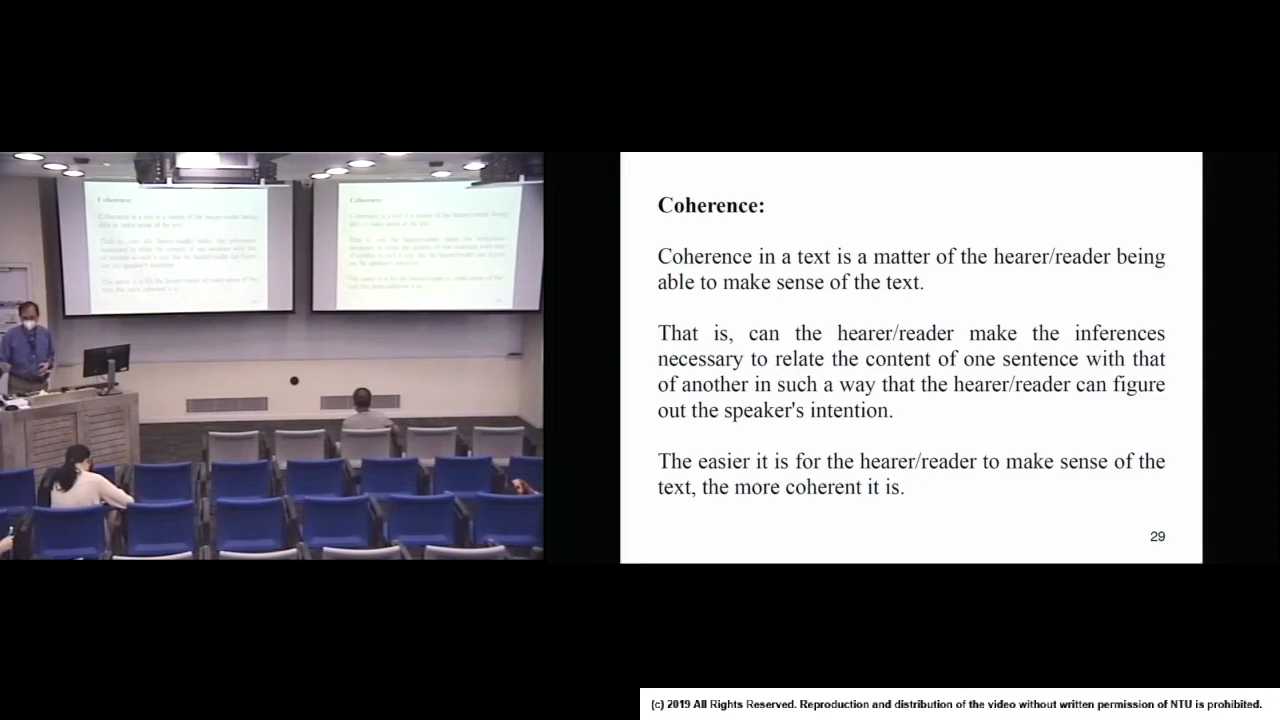 Coherence:
Coherence in a text is a matter of the hearer/reader being
able to make sense of the text.
That is, can the hearer/reader make the inferences
necessary to relate the content of one sentence with that
of another in such a way that the hearer/reader can figure
out the speaker's intention.
The easier it is for the hearer/reader to make sense of the
text, the more coherent it is.
29
(c) 2019 All Rights Reserved. Reproduction and distribution of the video without written permission of NTU is prohibited.